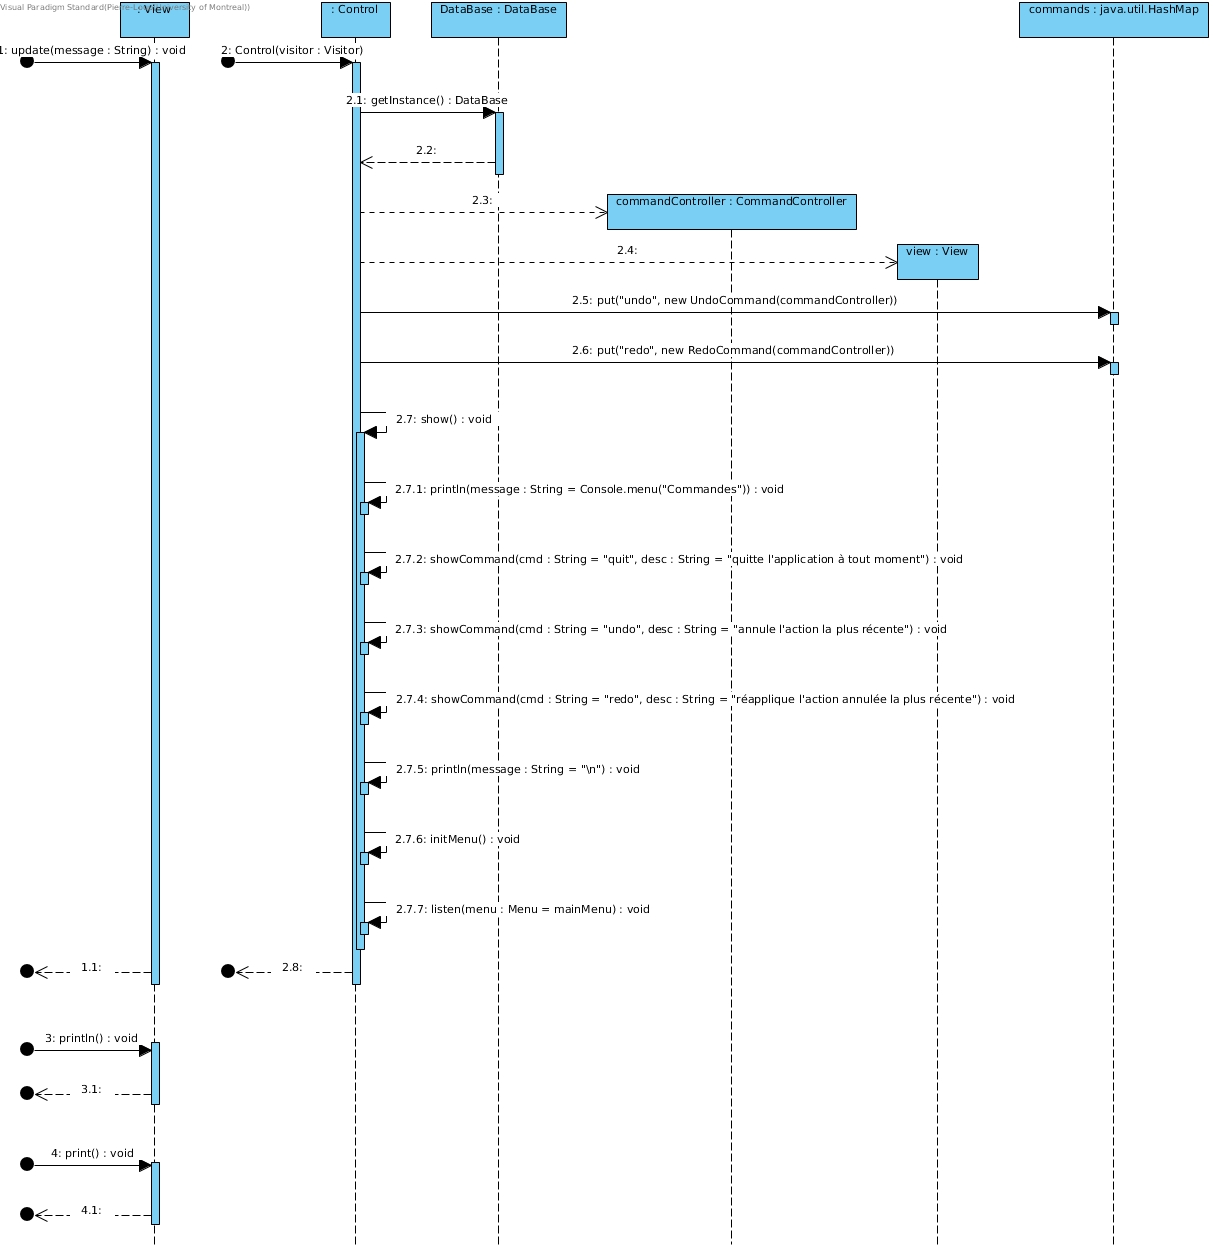 Visual Paradigm Standard(Pierre-Louis(University of Montreal))
: View
: Control
DataBase : DataBase
commands : java.util.HashMap
1: update(message : String) : void
2: Control(visitor : Visitor)
2.1: getInstance() : DataBase
2.2:
2.3:
commandController : CommandController
2.4:
view : View
2.5: put("undo", new UndoCommand(commandController))
2.6: put("redo", new RedoCommand(commandController))
2.7: show() : void
2.7.1: println(message : String = Console.menu("Commandes")) : void
2.7.2: showCommand(cmd : String = "quit", desc : String = "quitte l'application à tout moment") : void
2.7.3: showCommand(cmd : String = "undo", desc : String = "annule l'action la plus récente") : void
2.7.4: showCommand(cmd : String = "redo", desc : String = "réapplique l'action annulée la plus récente") : void
2.7.5: println(message : String = "\n") : void
2.7.6: initMenu() : void
2.7.7: listen(menu : Menu = mainMenu) : void
1.1:
2.8:
3: println() : void
3.1:
4: print() : void
4.1: